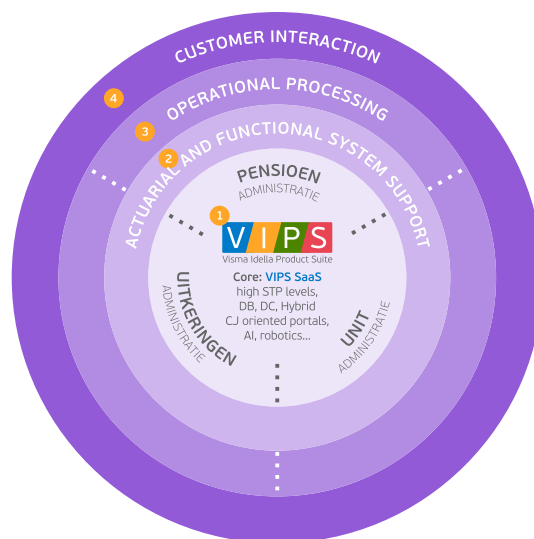 CUSTOMER INTERACTION
4
OPERATIONAL PROCESSING
3
ACTUARIAL AND FUNCTIONAL SYSTEM SUPPORT
2
PENSIOEN
ADMINISTRATIE
1
VIPS
Visma Idella Product Suite
Core: VIPS SaaS
high STP levels,
DB, DC, Hybrid
CJ oriented portals,
AI, robotics...
UITKERINGEN
ADMINISTRATIE
UNIT
ADMINISTRATIE